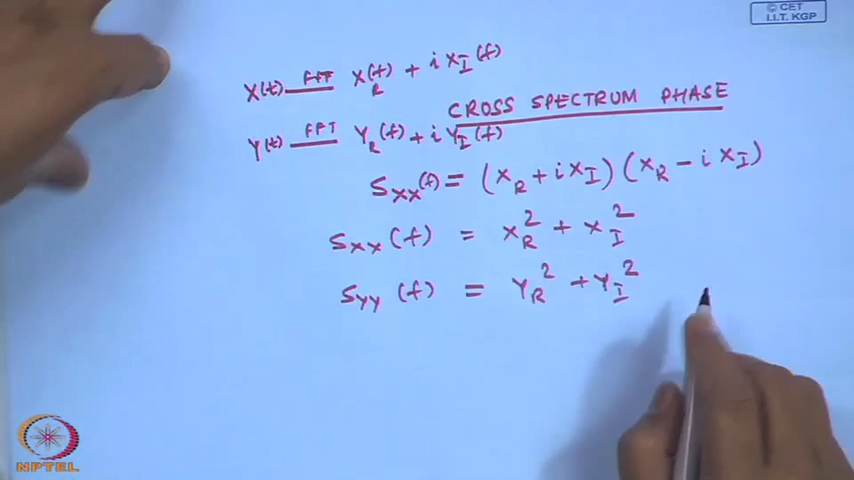 © CET
I.I.T. KGP
X(t) FFT X_R(f) + i X_I(f)
CROSS SPECTRUM PHASE
Y(t) FFT Y_R(f) + i Y_I(f)
S_XX(f) = (X_R + i X_I) (X_R - i X_I)
S_XX (f) = X_R^2 + X_I^2
S_YY (f) = Y_R^2 + Y_I^2
NPTEL